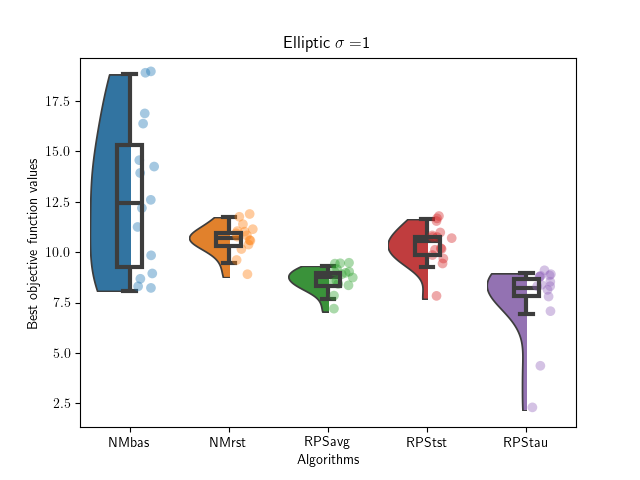 Elliptic σ =1
Best objective function values
17.5
15.0
12.5
10.0
7.5
5.0
2.5
NMbas NMrst RPSavg RPStst RPStau
Algorithms